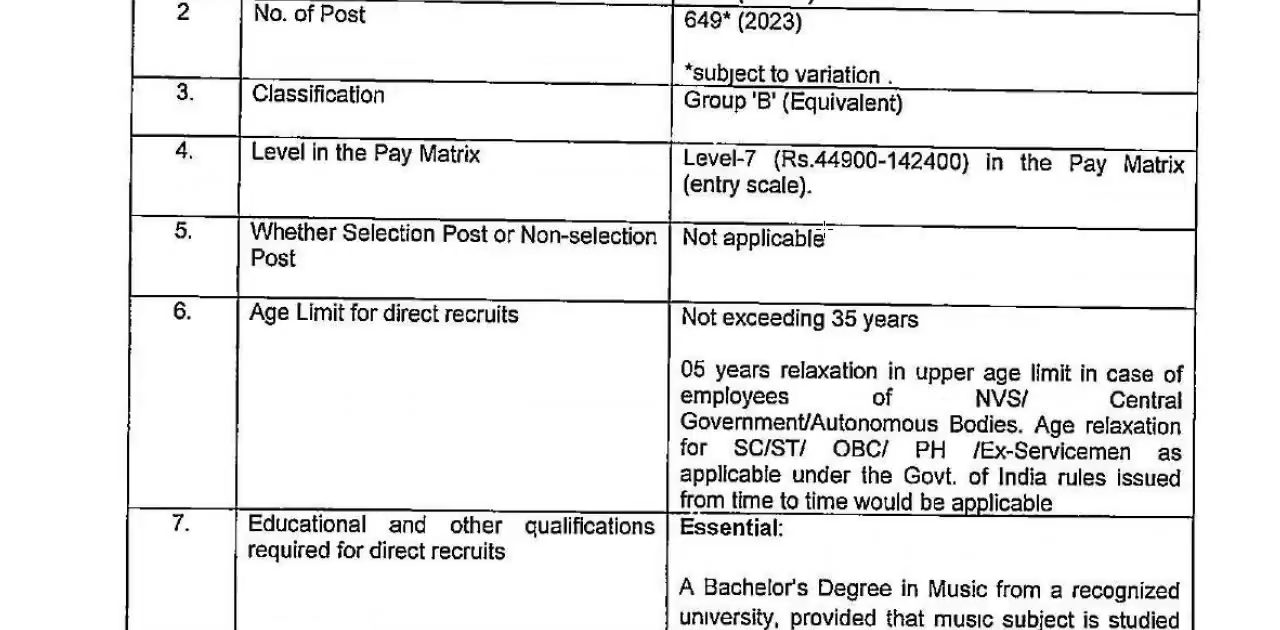 2
No. of Post
649* (2023)
*subject to variation .
3.
Classification
Group 'B' (Equivalent)
4.
Level in the Pay Matrix
Level-7 (Rs.44900-142400) in the Pay Matrix
(entry scale).
5.
Whether Selection Post or Non-selection
Post
Not applicable
6.
Age Limit for direct recruits
Not exceeding 35 years
05 years relaxation in upper age limit in case of
employees of NVS/ Central
Government/Autonomous Bodies. Age relaxation
for SC/ST/ OBC/ PH /Ex-Servicemen as
applicable under the Govt. of India rules issued
from time to time would be applicable
7.
Educational and other qualifications
required for direct recruits
Essential:
A Bachelor's Degree in Music from a recognized
university, provided that music subject is studied